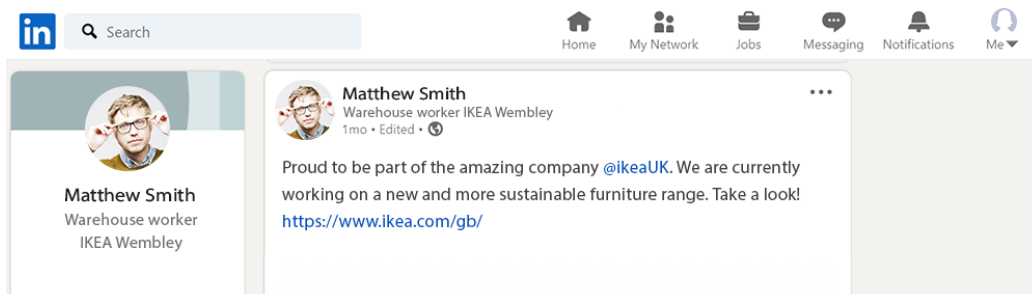 in
Search
Home
My Network
Jobs
Messaging
Notifications
Me
Matthew Smith
Warehouse worker
IKEA Wembley
Matthew Smith
Warehouse worker IKEA Wembley
1mo • Edited •
Proud to be part of the amazing company @ikeaUK. We are currently
working on a new and more sustainable furniture range. Take a look!
https://www.ikea.com/gb/